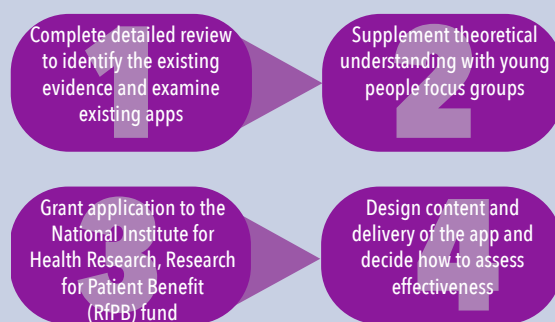 1
Complete detailed review
to identify the existing
evidence and examine
existing apps
2
Supplement theoretical
understanding with young
people focus groups
3
Grant application to the
National Institute for
Health Research, Research
for Patient Benefit
(RfPB) fund
4
Design content and
delivery of the app and
decide how to assess
effectiveness